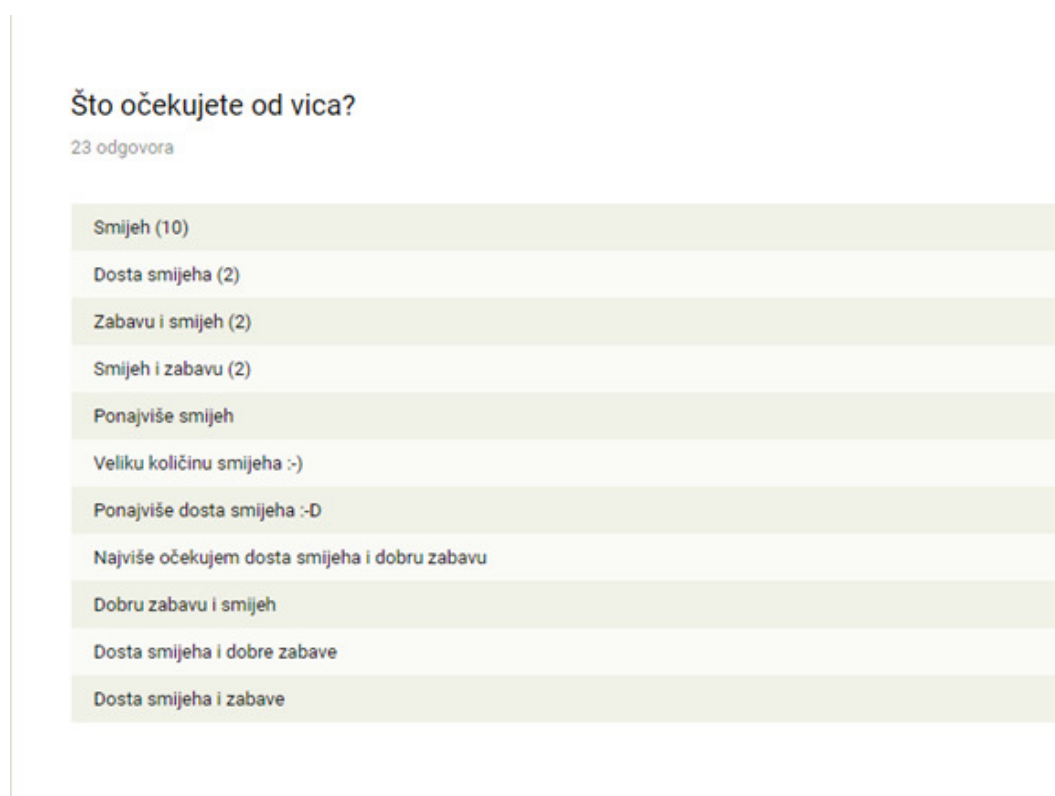 Što očekujete od vica?
23 odgovora
Smijeh (10)
Dosta smijeha (2)
Zabavu i smijeh (2)
Smijeh i zabavu (2)
Ponajviše smijeh
Veliku količinu smijeha :-)
Ponajviše dosta smijeha :-D
Najviše očekujem dosta smijeha i dobru zabavu
Dobru zabavu i smijeh
Dosta smijeha i dobre zabave
Dosta smijeha i zabave